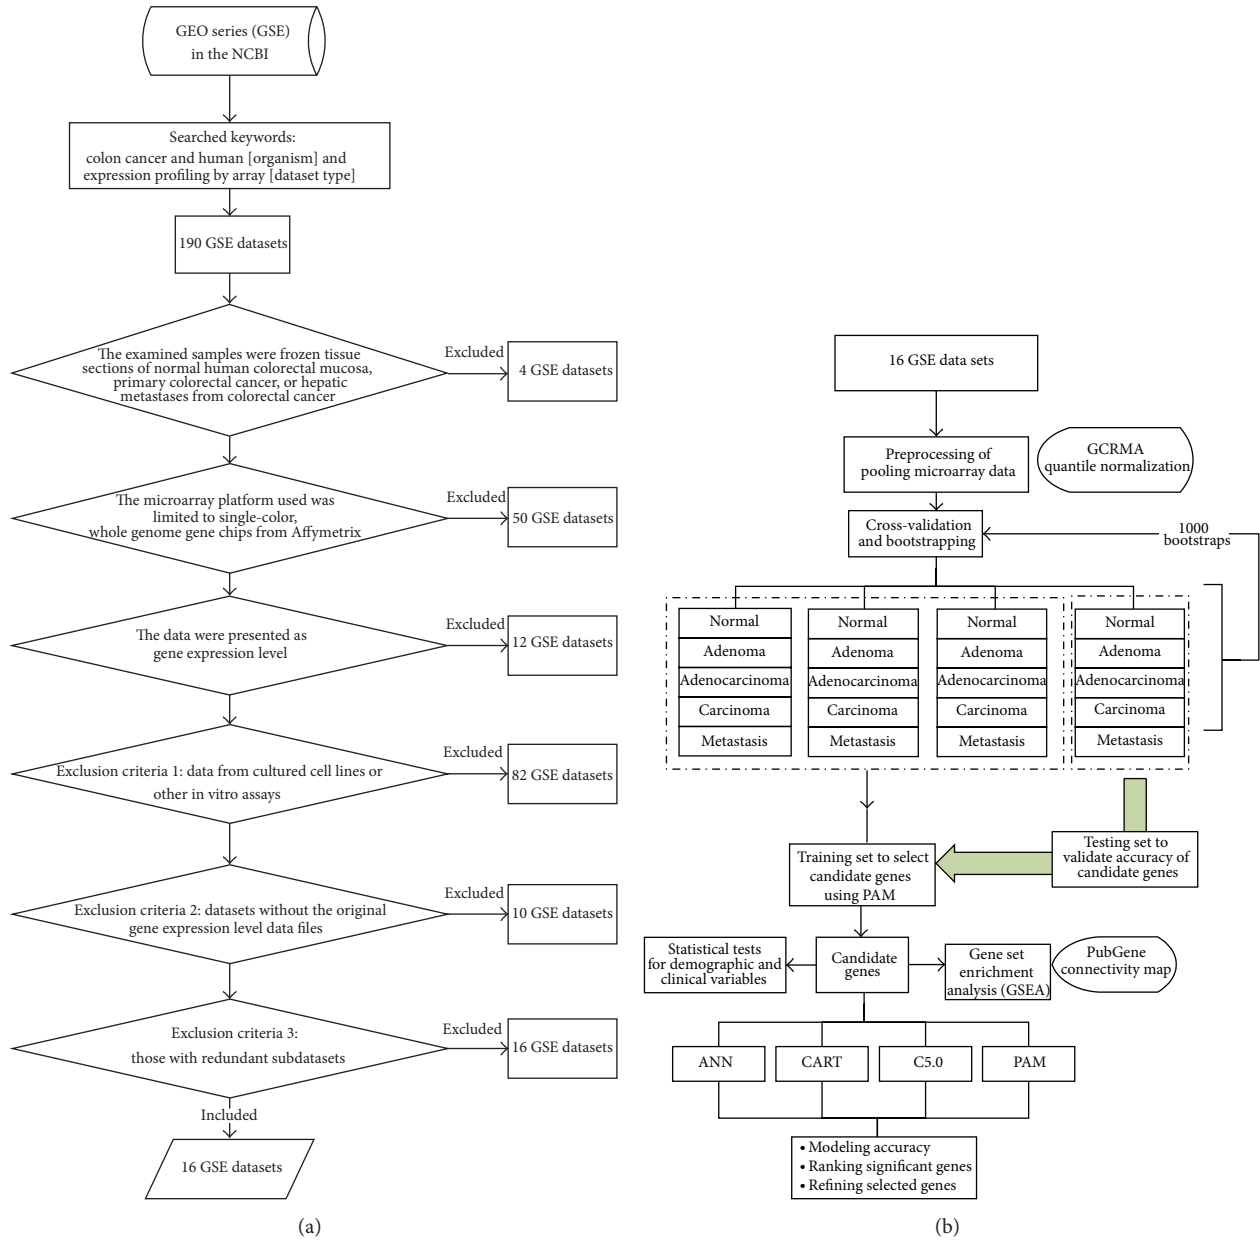 GEO series (GSE)
in the NCBI
Searched keywords:
colon cancer and human [organism] and
expression profiling by array [dataset type]
190 GSE datasets
The examined samples were frozen tissue
sections of normal human colorectal mucosa,
primary colorectal cancer, or hepatic
metastases from colorectal cancer
Excluded
4 GSE datasets
The microarray platform used was
limited to single-color,
whole genome gene chips from Affymetrix
Excluded
50 GSE datasets
The data were presented as
gene expression level
Excluded
12 GSE datasets
Exclusion criteria 1: data from cultured cell lines or
other in vitro assays
Excluded
82 GSE datasets
Exclusion criteria 2: datasets without the original
gene expression level data files
Excluded
10 GSE datasets
Exclusion criteria 3:
those with redundant subdatasets
Excluded
16 GSE datasets
Included
16 GSE datasets
(a)
16 GSE data sets
Preprocessing of
pooling microarray data
GCRMA
quantile normalization
Cross-validation
and bootstrapping
1000
bootstraps
Normal
Adenoma
Adenocarcinoma
Carcinoma
Metastasis
Normal
Adenoma
Adenocarcinoma
Carcinoma
Metastasis
Normal
Adenoma
Adenocarcinoma
Carcinoma
Metastasis
Normal
Adenoma
Adenocarcinoma
Carcinoma
Metastasis
Training set to select
candidate genes
using PAM
Testing set to
validate accuracy of
candidate genes
Statistical tests
for demographic and
clinical variables
Candidate
genes
Gene set
enrichment
analysis (GSEA)
PubGene
connectivity map
ANN
CART
C5.0
PAM
• Modeling accuracy
• Ranking significant genes
• Refining selected genes
(b)